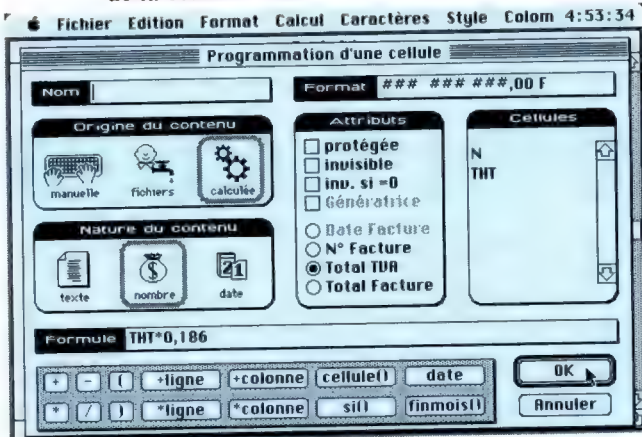 Fichier Edition Format Calcul Caractères Style Colom 4:53:34
Programmation d'une cellule
Nom
Format ### ### ###,00 F
Origine du contenu
manuelle fichiers calculée
Nature du contenu
texte nombre date
Attributs
protégée
invisible
inv. si =0
Génératrice
Date Facture
N° Facture
Total TVA
Total Facture
Cellules
N
THT
Formule THT*0,186
+ - ( +ligne +colonne cellule() date
* / ) *ligne *colonne si() finmois()
OK
Annuler